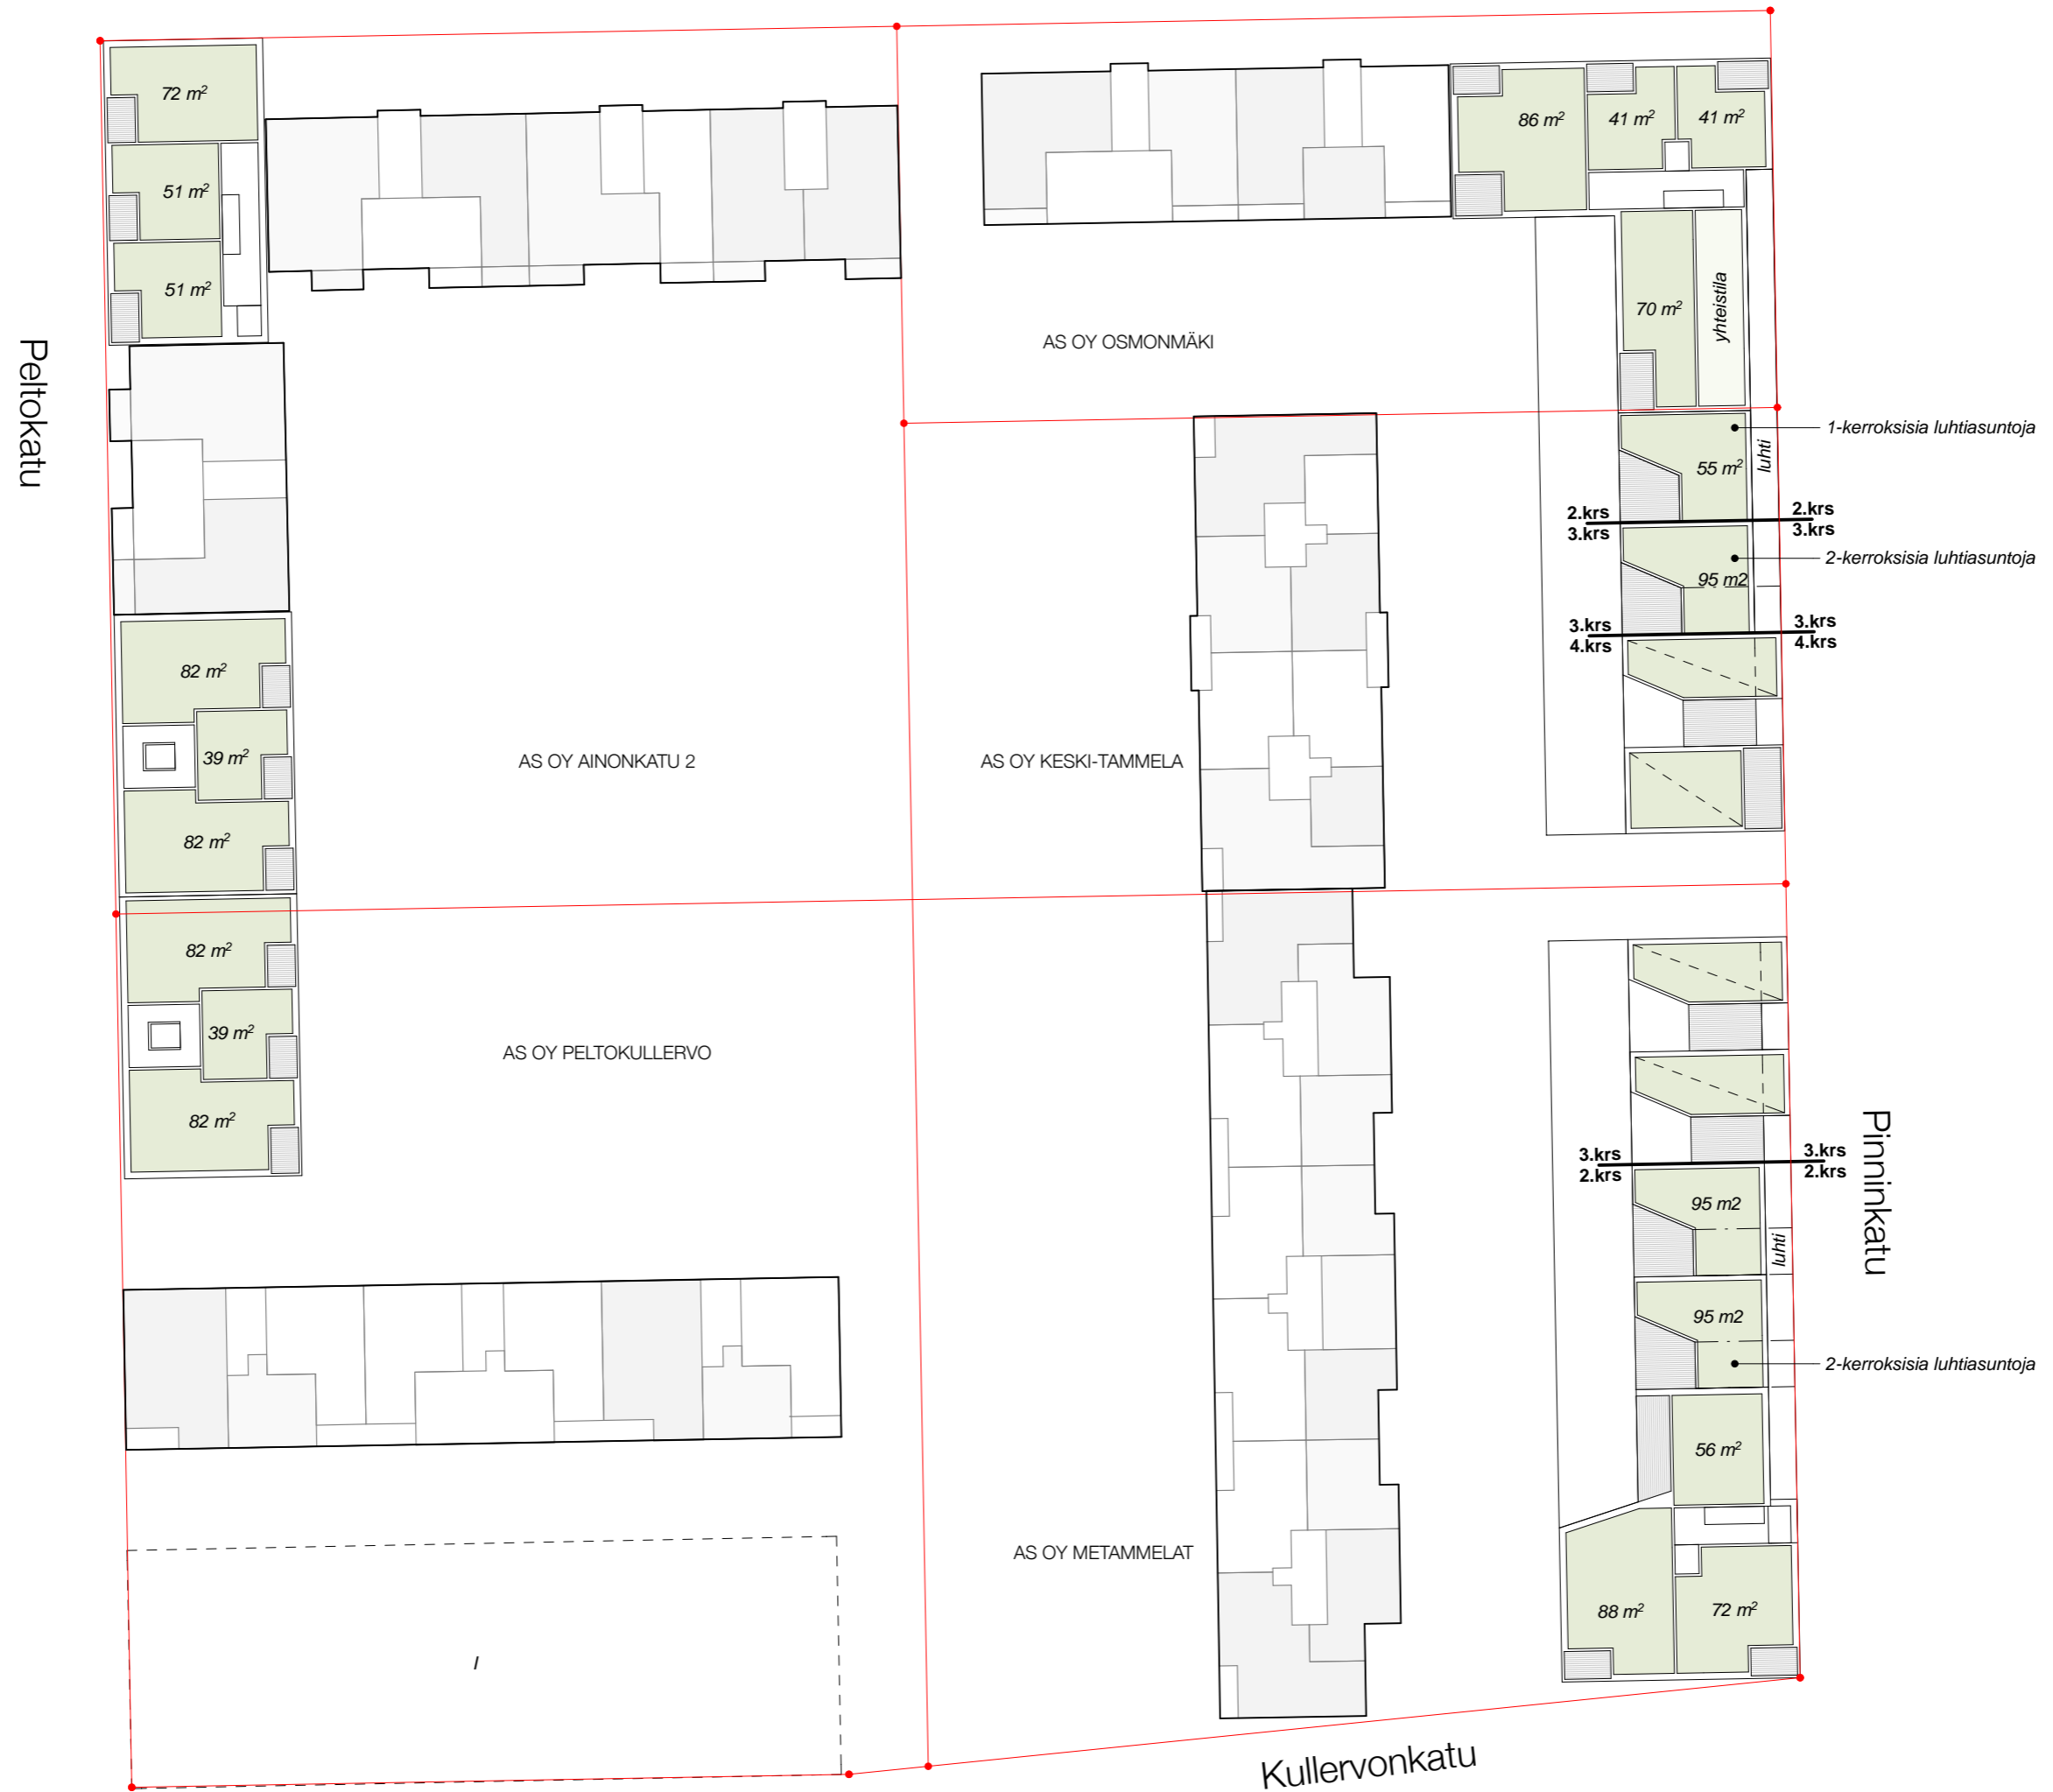 72 m²
51 m²
51 m²
Peltokatu
82 m²
39 m²
82 m²
82 m²
39 m²
82 m²
AS OY AINONKATU 2
AS OY PELTOKULLERVO
I
AS OY OSMONMÄKI
AS OY KESKI-TAMMELA
AS OY METAMMELAT
86 m²
41 m²
41 m²
70 m²
yhteistila
1-kerroksisia luhtiasuntoja
55 m²
luhti
2.krs
2.krs
3.krs
3.krs
2-kerroksisia luhtiasuntoja
95 m2
3.krs
3.krs
4.krs
4.krs
Pinninkatu
3.krs
3.krs
2.krs
2.krs
95 m2
luhti
95 m2
2-kerroksisia luhtiasuntoja
56 m²
88 m²
72 m²
Kullervonkatu